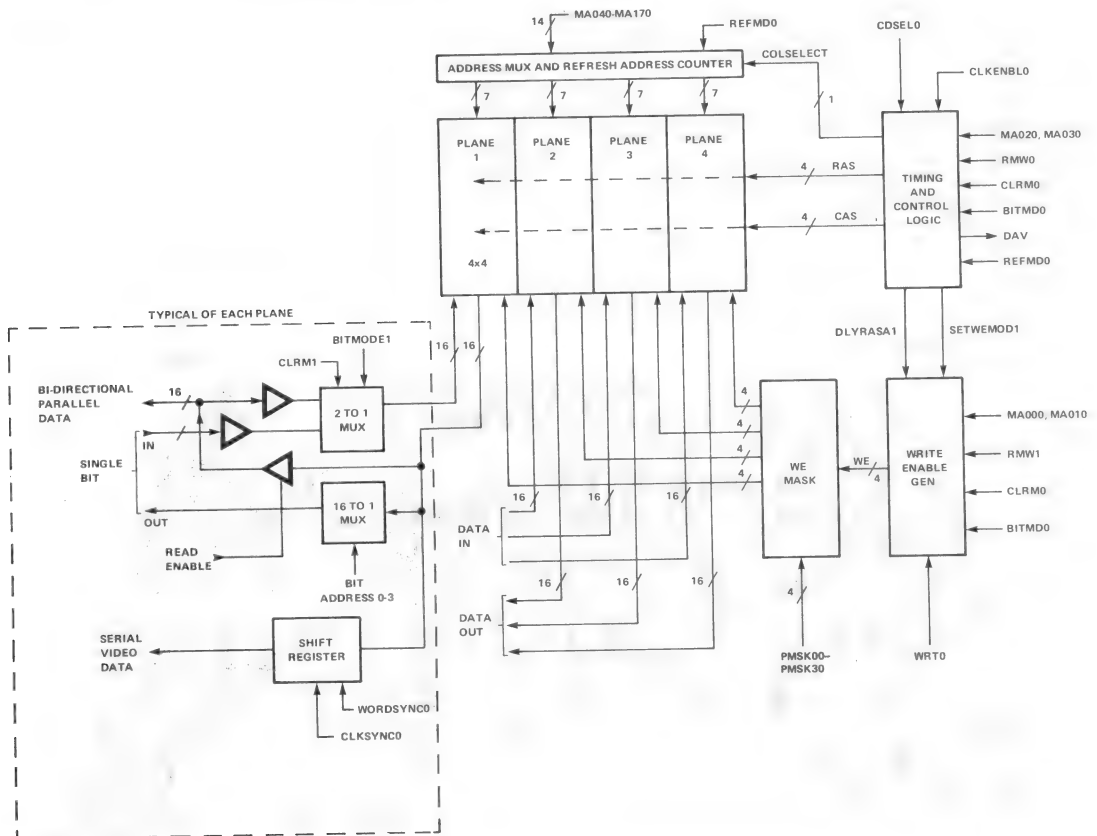 14
MA040-MA170
REFMD0
CDSEL0
ADDRESS MUX AND REFRESH ADDRESS COUNTER
COLSELECT
CLKENBL0
7
7
7
7
1
PLANE
1
PLANE
2
PLANE
3
PLANE
4
4x4
4
RAS
4
CAS
TIMING
AND
CONTROL
LOGIC
MA020, MA030
RMW0
CLRM0
BITMD0
DAV
REFMD0
DLYRASA1
SETWEMOD1
TYPICAL OF EACH PLANE
BITMODE1
CLRM1
16
16
BI-DIRECTIONAL
PARALLEL
DATA
16
2 TO 1
MUX
IN
SINGLE
BIT
OUT
16 TO 1
MUX
READ
ENABLE
BIT
ADDRESS 0-3
SERIAL
VIDEO
DATA
SHIFT
REGISTER
WORDSYNC0
CLKSYNC0
DATA
IN
16
16
16
DATA
OUT
16
16
16
4
4
4
4
WE
MASK
WE
4
WRITE
ENABLE
GEN
MA000, MA010
RMW1
CLRM0
BITMD0
4
PMSK00-
PMSK30
WRT0